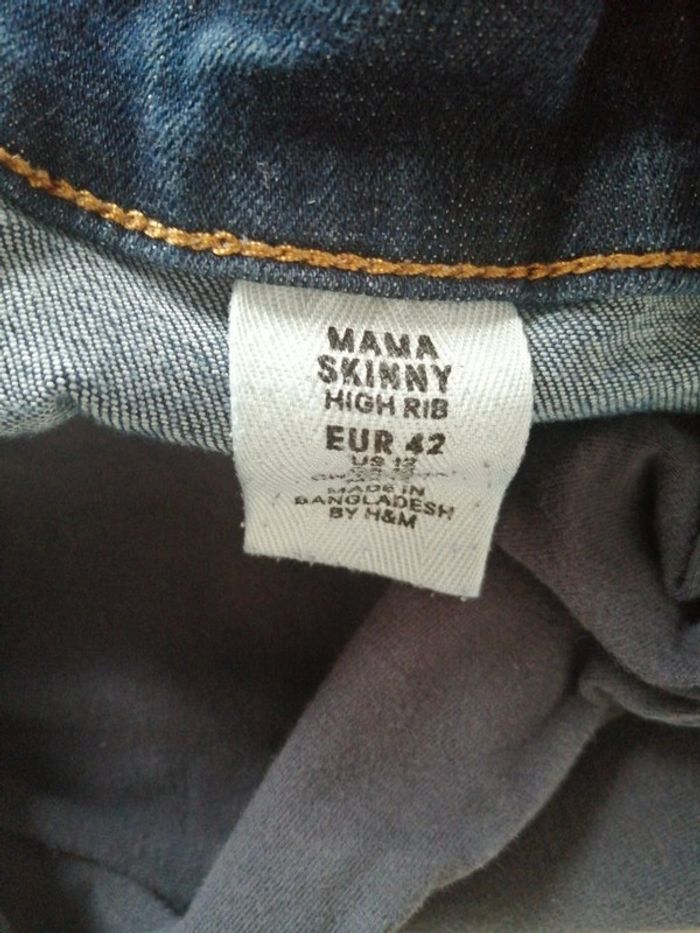 MAMA
SKINNY
HIGH RIB
EUR 42
US 12
MADE IN
BANGLADESH
BY H&M